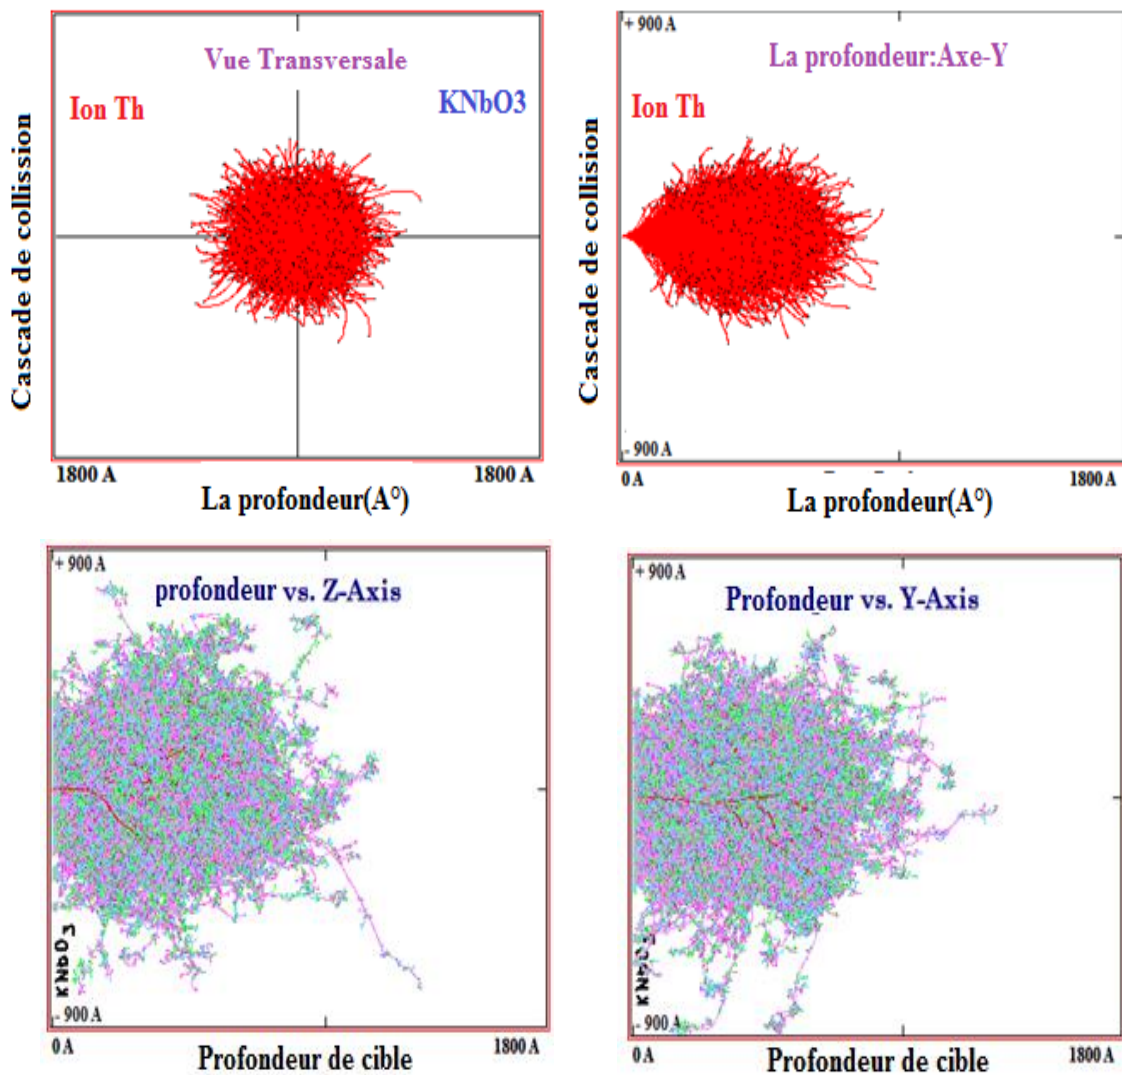 Vue Transversale
Ion Th
KNbO3
Cascade de collission
1800 A
1800 A
La profondeur(A°)
+ 900 A
La profondeur:Axe-Y
Ion Th
Cascade de collision
- 900 A
0 A
1800 A
La profondeur(A°)
+ 900 A
profondeur vs. Z-Axis
KNbO3
- 900 A
0 A
1800 A
Profondeur de cible
+ 900 A
Profondeur vs. Y-Axis
KNbO3
- 900 A
0 A
1800 A
Profondeur de cible